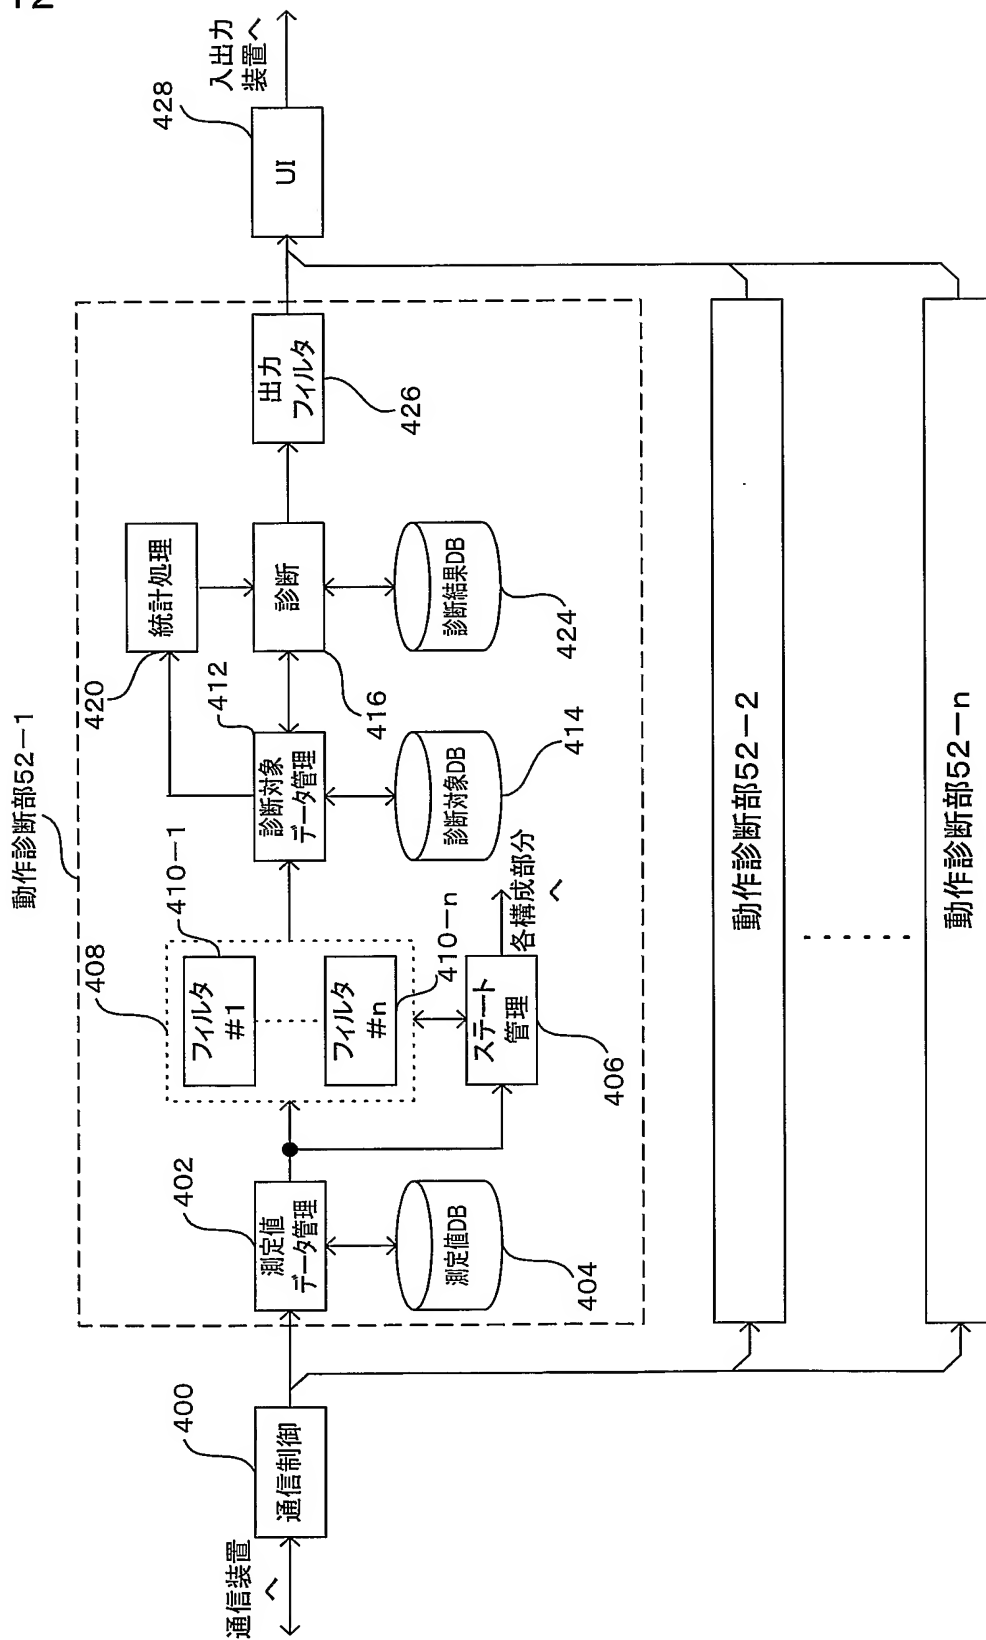 動作診断部52-1
通信装置
へ
通信制御
400
測定値
データ管理
402
測定値DB
404
408
フィルタ
#1
410-1
フィルタ
#n
410-n
ステート
管理
406
各構成部分
へ
診断対象
データ管理
412
診断対象DB
414
統計処理
420
診断
416
診断結果DB
424
出力
フィルタ
426
UI
428
入出力
装置へ
動作診断部52-2
動作診断部52-n